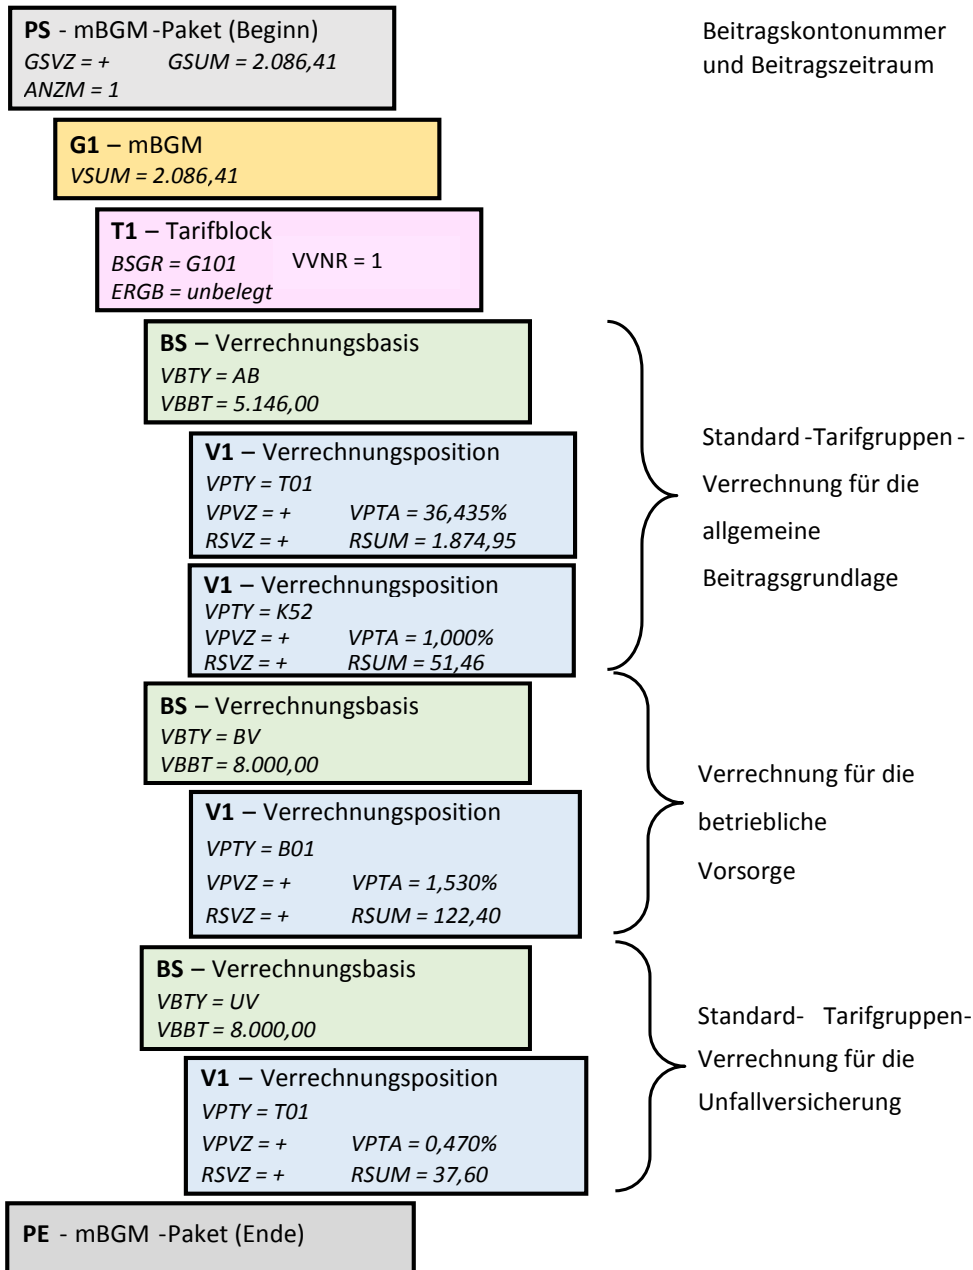 PS - mBGM -Paket (Beginn)
GSVZ = + GSUM = 2.086,41
ANZM = 1
Beitragskontonummer
und Beitragszeitraum
G1 – mBGM
VSUM = 2.086,41
T1 – Tarifblock
BSGR = G101 VVNR = 1
ERGB = unbelegt
BS – Verrechnungsbasis
VBTY = AB
VBBT = 5.146,00
V1 – Verrechnungsposition
VPTY = T01
VPVZ = + VPTA = 36,435%
RSVZ = + RSUM = 1.874,95
V1 – Verrechnungsposition
VPTY = K52
VPVZ = + VPTA = 1,000%
RSVZ = + RSUM = 51,46
Standard -Tarifgruppen -
Verrechnung für die
allgemeine
Beitragsgrundlage
BS – Verrechnungsbasis
VBTY = BV
VBBT = 8.000,00
V1 – Verrechnungsposition
VPTY = B01
VPVZ = + VPTA = 1,530%
RSVZ = + RSUM = 122,40
Verrechnung für die
betriebliche
Vorsorge
BS – Verrechnungsbasis
VBTY = UV
VBBT = 8.000,00
V1 – Verrechnungsposition
VPTY = T01
VPVZ = + VPTA = 0,470%
RSVZ = + RSUM = 37,60
Standard- Tarifgruppen-
Verrechnung für die
Unfallversicherung
PE - mBGM -Paket (Ende)